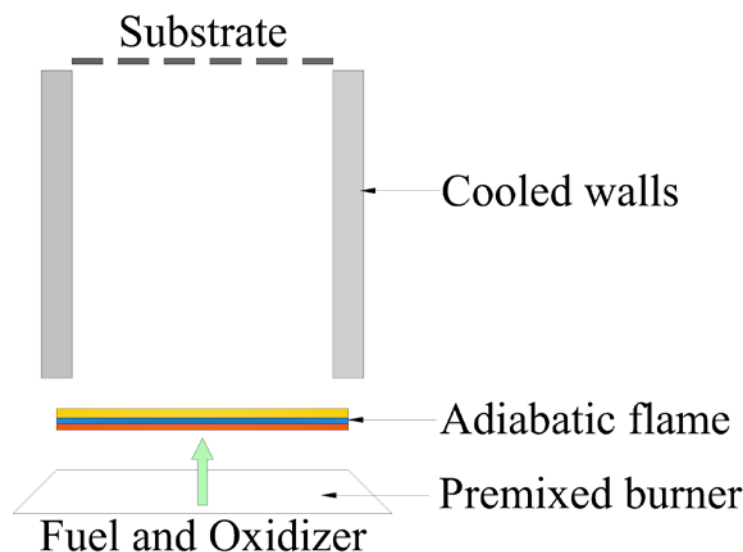 Substrate
Cooled walls
Adiabatic flame
Premixed burner
Fuel and Oxidizer